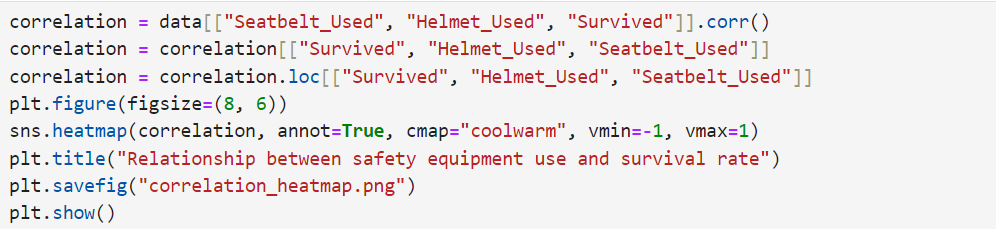 correlation = data[["Seatbelt_Used", "Helmet_Used", "Survived"]].corr()
correlation = correlation[["Survived", "Helmet_Used", "Seatbelt_Used"]]
correlation = correlation.loc[["Survived", "Helmet_Used", "Seatbelt_Used"]]
plt.figure(figsize=(8, 6))
sns.heatmap(correlation, annot=True, cmap="coolwarm", vmin=-1, vmax=1)
plt.title("Relationship between safety equipment use and survival rate")
plt.savefig("correlation_heatmap.png")
plt.show()